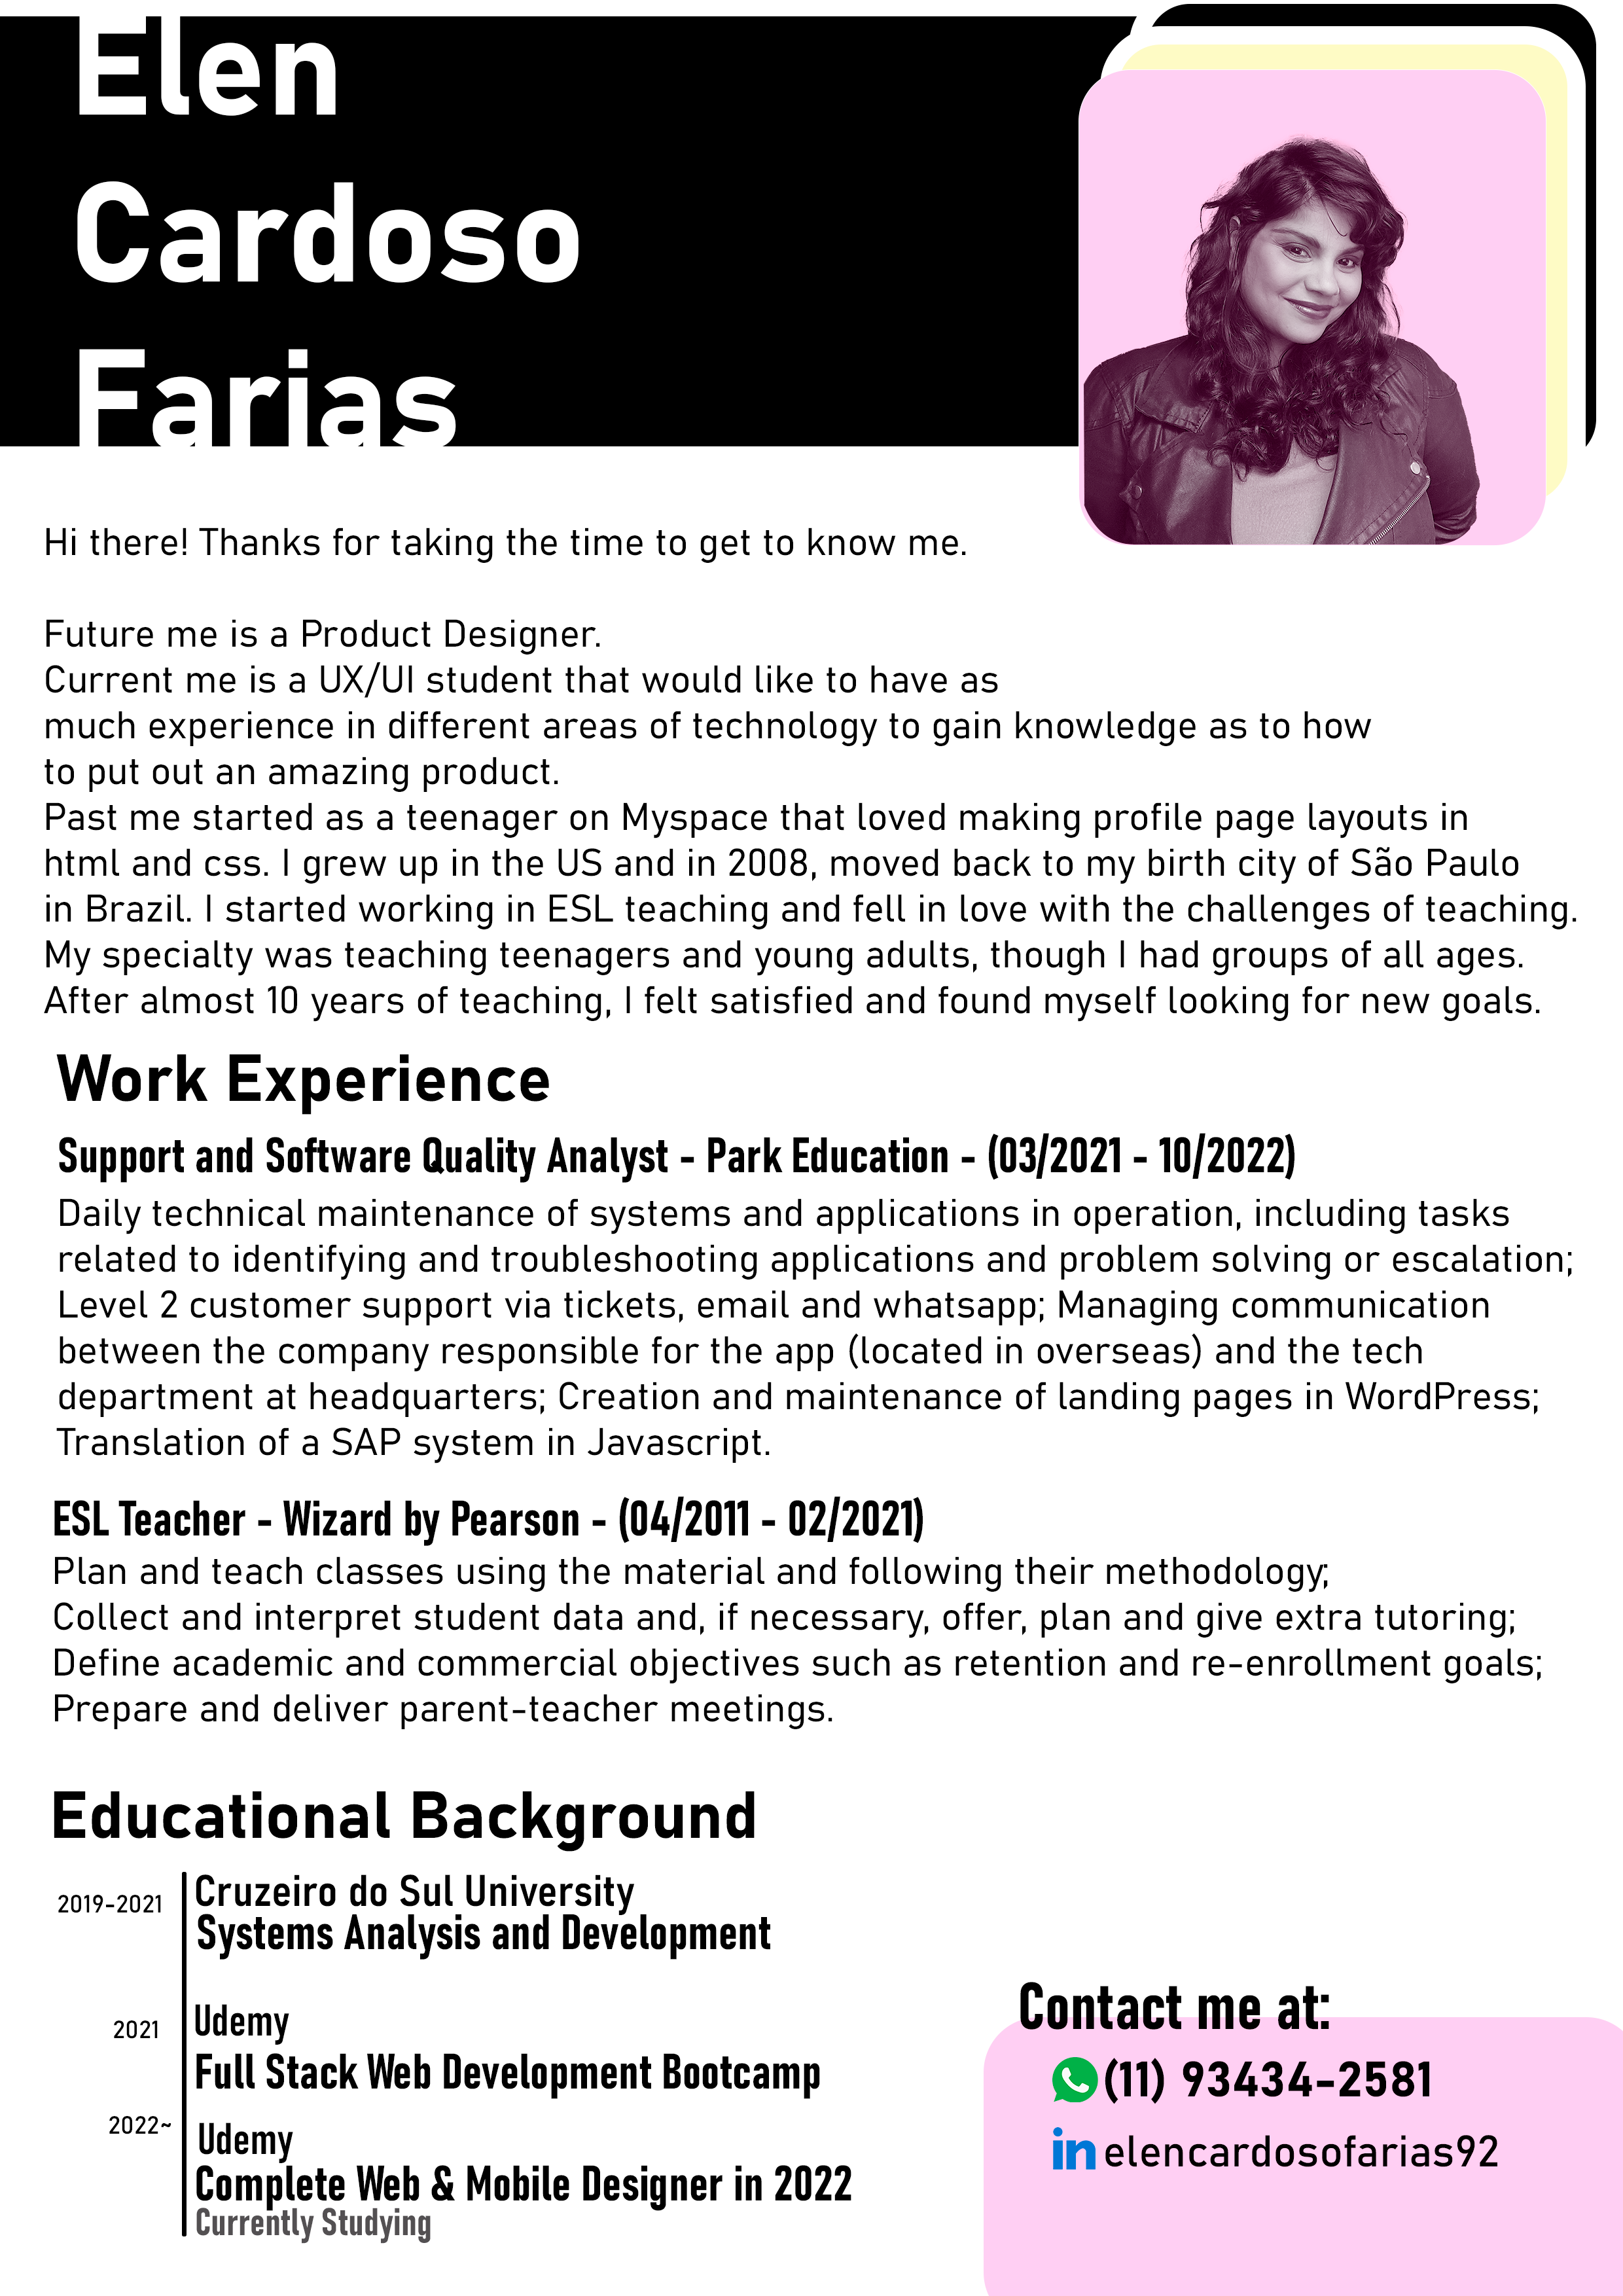 Elen
Cardoso
Farias
Hi there! Thanks for taking the time to get to know me.
Future me is a Product Designer.
Current me is a UX/UI student that would like to have as
much experience in different areas of technology to gain knowledge as to how
to put out an amazing product.
Past me started as a teenager on Myspace that loved making profile page layouts in
html and css. I grew up in the US and in 2008, moved back to my birth city of São Paulo
in Brazil. I started working in ESL teaching and fell in love with the challenges of teaching.
My specialty was teaching teenagers and young adults, though I had groups of all ages.
After almost 10 years of teaching, I felt satisfied and found myself looking for new goals.
Work Experience
Support and Software Quality Analyst - Park Education - (03/2021 - 10/2022)
Daily technical maintenance of systems and applications in operation, including tasks
related to identifying and troubleshooting applications and problem solving or escalation;
Level 2 customer support via tickets, email and whatsapp; Managing communication
between the company responsible for the app (located in overseas) and the tech
department at headquarters; Creation and maintenance of landing pages in WordPress;
Translation of a SAP system in Javascript.
ESL Teacher - Wizard by Pearson - (04/2011 - 02/2021)
Plan and teach classes using the material and following their methodology;
Collect and interpret student data and, if necessary, offer, plan and give extra tutoring;
Define academic and commercial objectives such as retention and re-enrollment goals;
Prepare and deliver parent-teacher meetings.
Educational Background
2019-2021
Cruzeiro do Sul University
Systems Analysis and Development
2021
Udemy
Full Stack Web Development Bootcamp
2022~
Udemy
Complete Web & Mobile Designer in 2022
Currently Studying
Contact me at:
(11) 93434-2581
in elencardosofarias92